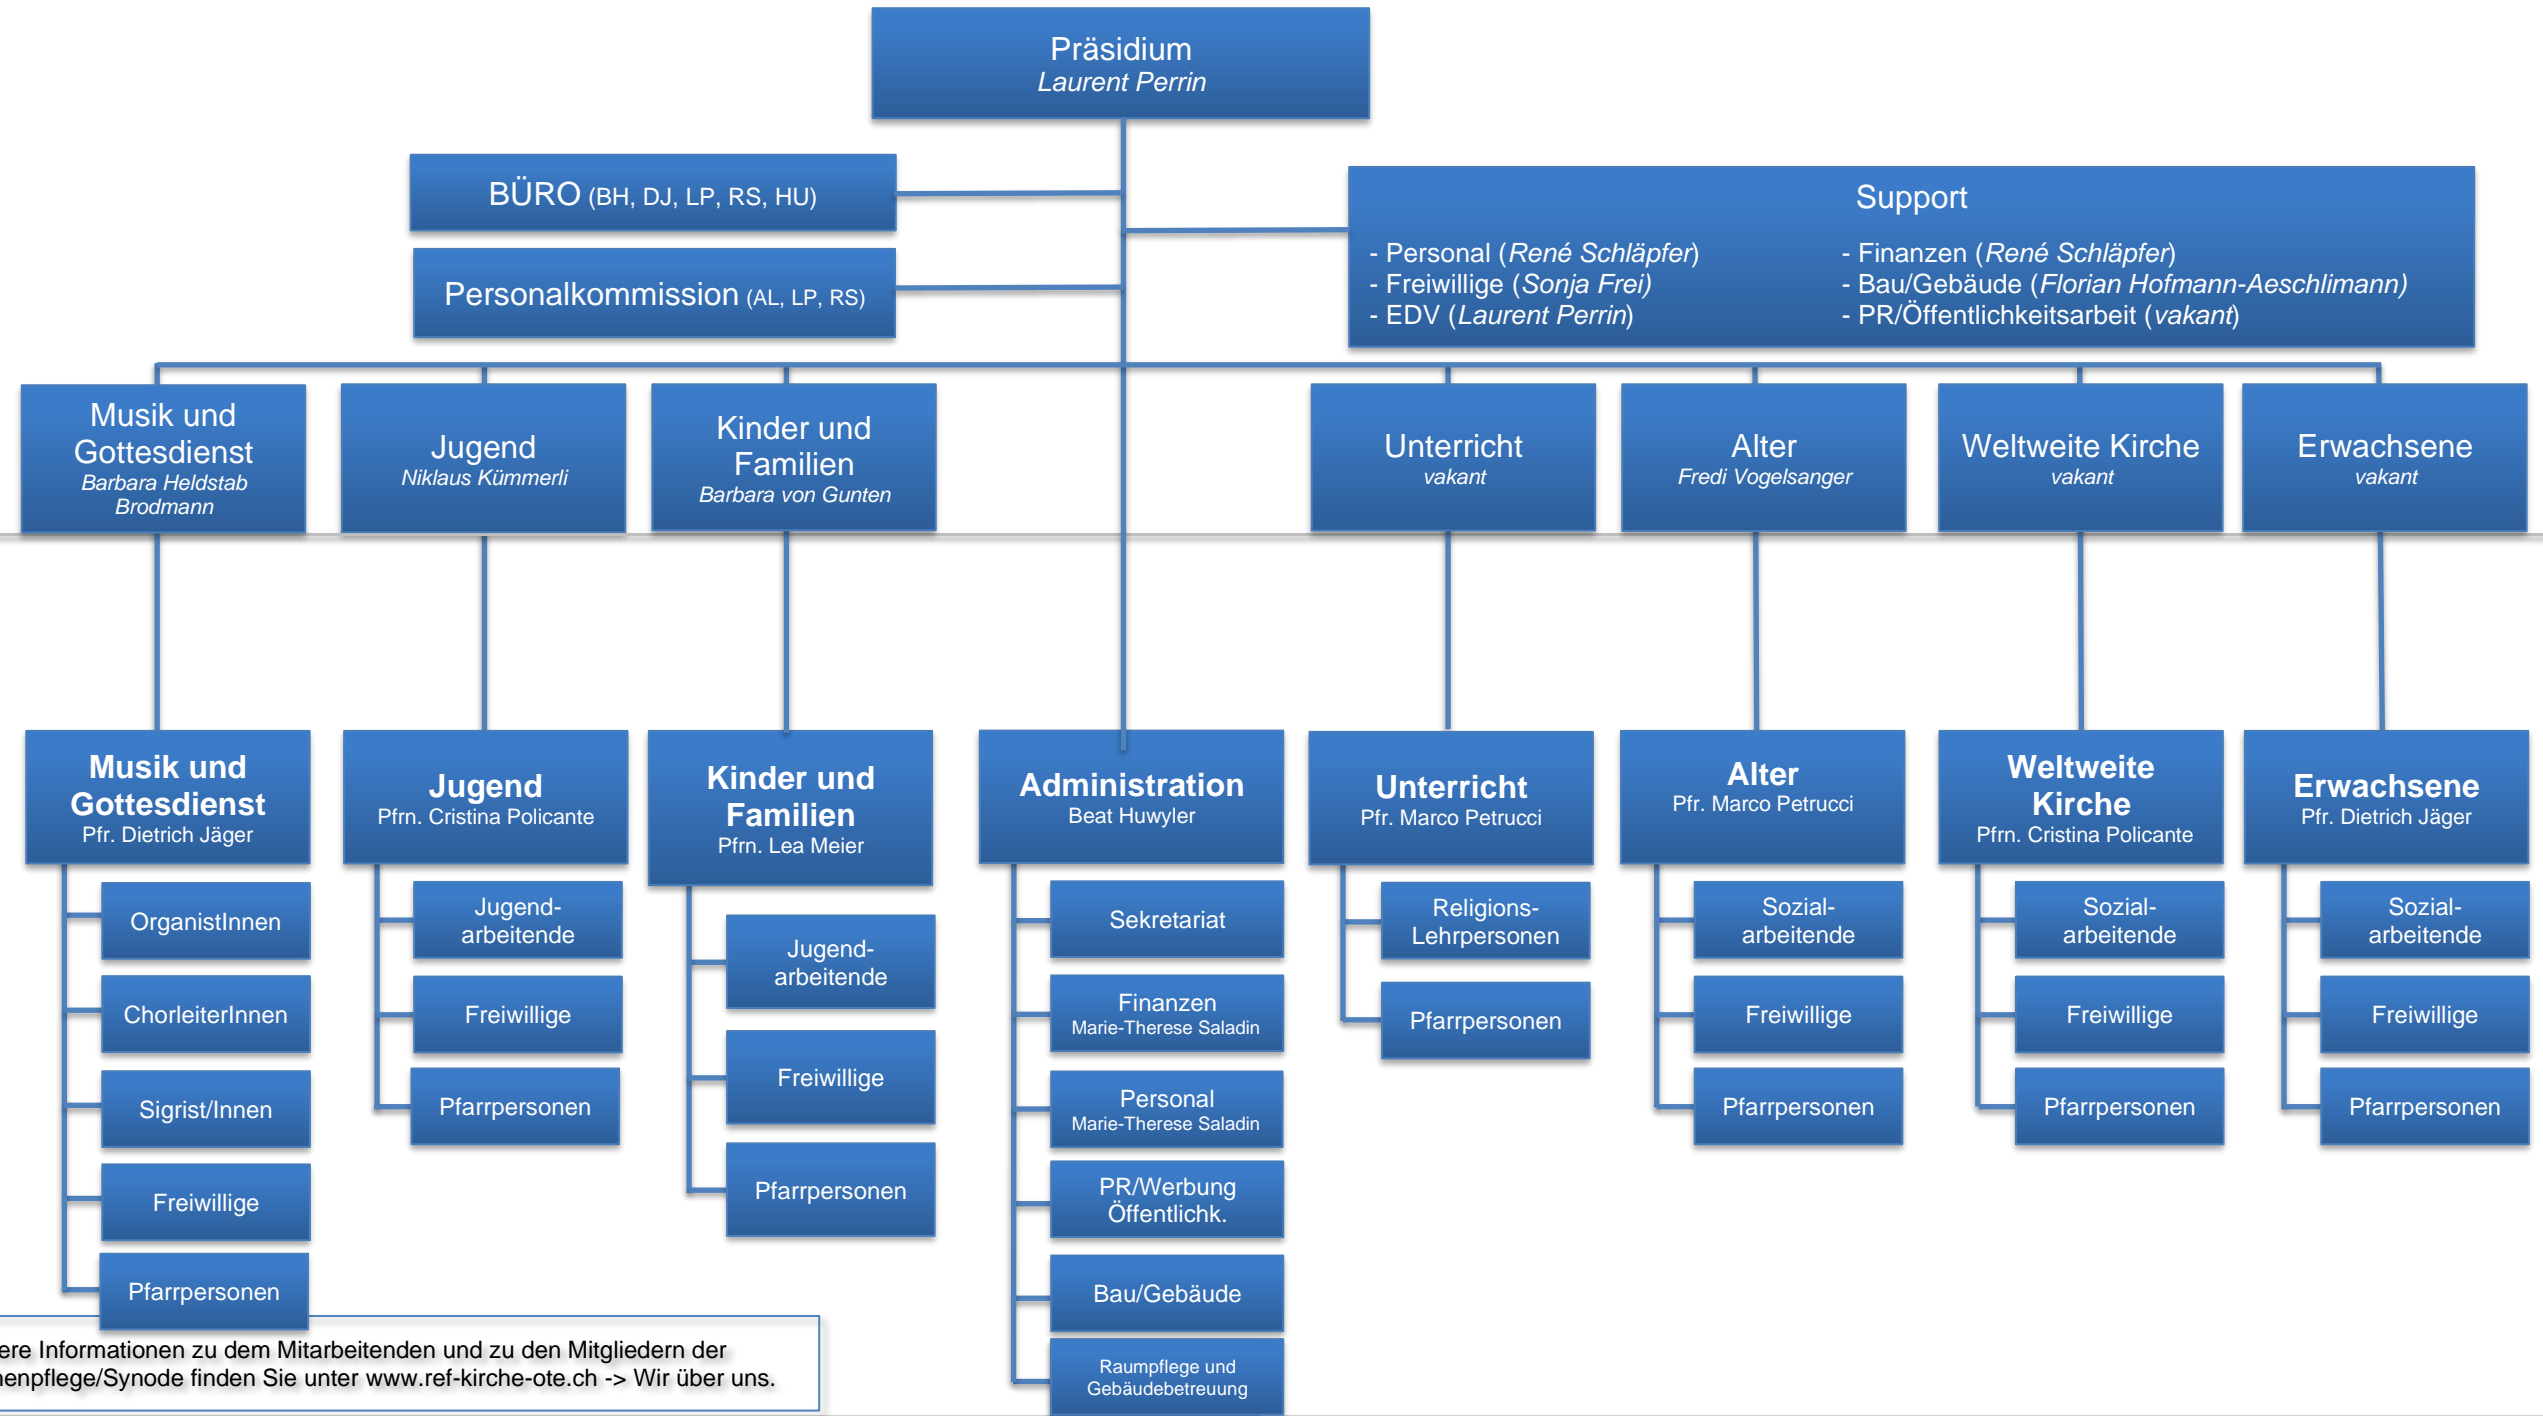 Präsidium
Laurent Perrin
BÜRO (BH, DJ, LP, RS, HU)
Personalkommission (AL, LP, RS)
Support
- Personal (René Schläpfer)
- Freiwillige (Sonja Frei)
- EDV (Laurent Perrin)
- Finanzen (René Schläpfer)
- Bau/Gebäude (Florian Hofmann-Aeschlimann)
- PR/Öffentlichkeitsarbeit (vakant)
Musik und
Gottesdienst
Barbara Heldstab
Brodmann
Jugend
Niklaus Kümmerli
Kinder und
Familien
Barbara von Gunten
Unterricht
vakant
Alter
Fredi Vogelsanger
Weltweite Kirche
vakant
Erwachsene
vakant
Musik und
Gottesdienst
Pfr. Dietrich Jäger
OrganistInnen
ChorleiterInnen
Sigrist/Innen
Freiwillige
Pfarrpersonen
Jugend
Pfrn. Cristina Policante
Jugend-
arbeitende
Freiwillige
Pfarrpersonen
Kinder und
Familien
Pfrn. Lea Meier
Jugend-
arbeitende
Freiwillige
Pfarrpersonen
Administration
Beat Huwyler
Sekretariat
Finanzen
Marie-Therese Saladin
Personal
Marie-Therese Saladin
PR/Werbung
Öffentlichk.
Bau/Gebäude
Raumpflege und
Gebäudebetreuung
Unterricht
Pfr. Marco Petrucci
Religions-
Lehrpersonen
Pfarrpersonen
Alter
Pfr. Marco Petrucci
Sozial-
arbeitende
Freiwillige
Pfarrpersonen
Weltweite
Kirche
Pfrn. Cristina Policante
Sozial-
arbeitende
Freiwillige
Pfarrpersonen
Erwachsene
Pfr. Dietrich Jäger
Sozial-
arbeitende
Freiwillige
Pfarrpersonen
ere Informationen zu dem Mitarbeitenden und zu den Mitgliedern der
enpflege/Synode finden Sie unter www.ref-kirche-ote.ch -> Wir über uns.